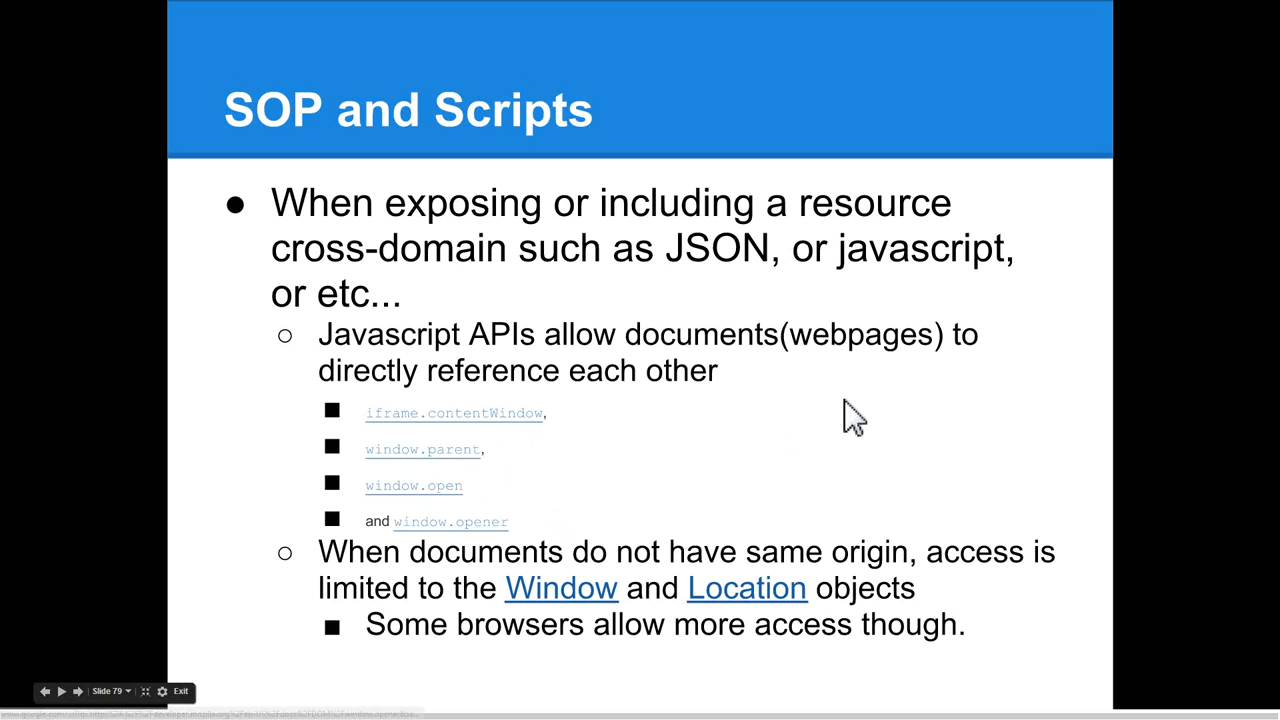 SOP and Scripts
● When exposing or including a resource
cross-domain such as JSON, or javascript,
or etc...
○ Javascript APIs allow documents(webpages) to
directly reference each other
■ iframe.contentWindow,
■ window.parent,
■ window.open
■ and window.opener
○ When documents do not have same origin, access is
limited to the Window and Location objects
■ Some browsers allow more access though.
Slide 79 Exit